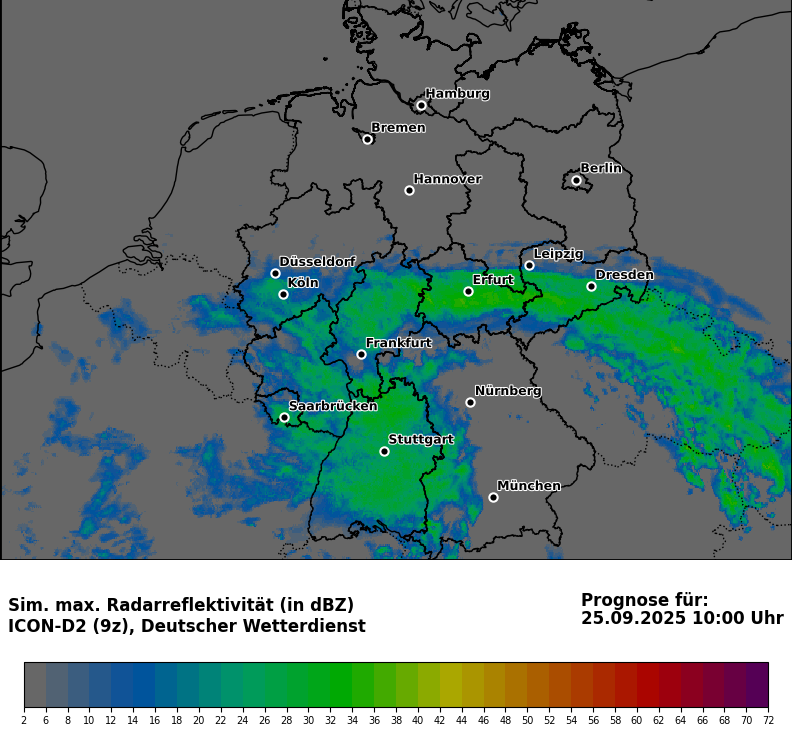 Hamburg
Bremen
Berlin
Hannover
Leipzig
Düsseldorf
Dresden
Köln
Erfurt
Frankfurt
Nürnberg
Saarbrücken
Stuttgart
München
Sim. max. Radarreflektivität (in dBZ)
ICON-D2 (9z), Deutscher Wetterdienst
Prognose für:
25.09.2025 10:00 Uhr
2 6 8 10 12 14 16 18 20 22 24 26 28 30 32 34 36 38 40 42 44 46 48 50 52 54 56 58 60 62 64 66 68 70 72